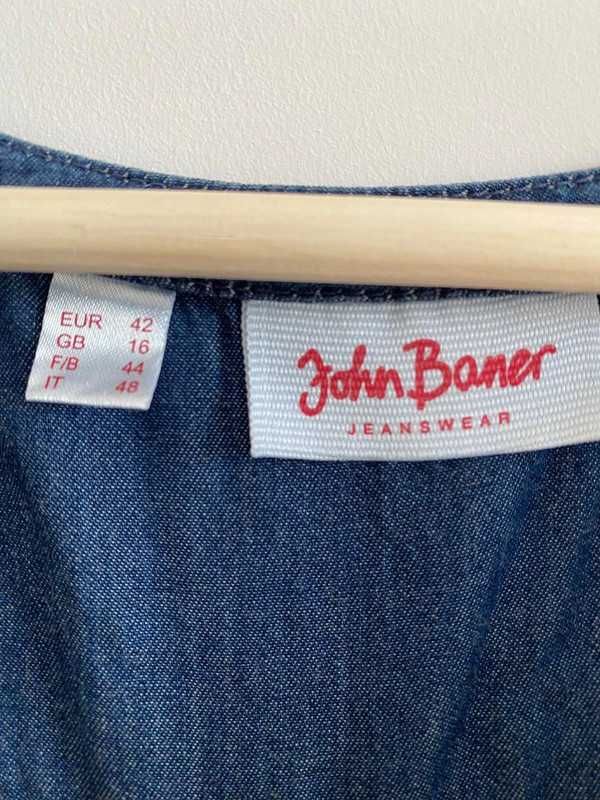 EUR 42
GB 16
F/B 44
IT 48
John Baner
JEANSWEAR